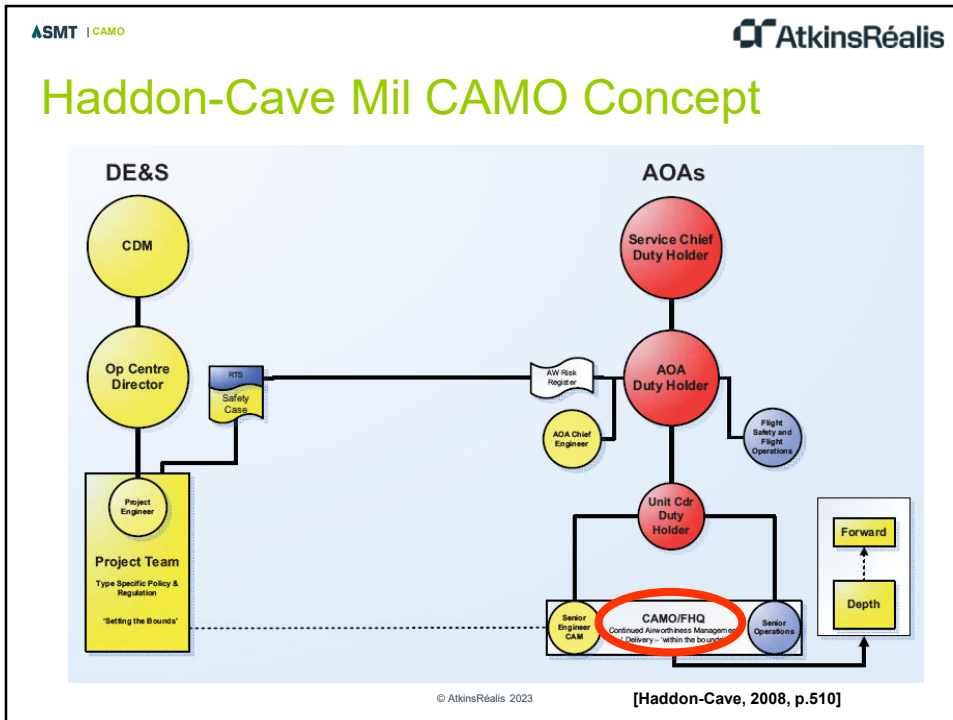 ASMT | CAMO
AtkinsRéalis
Haddon-Cave Mil CAMO Concept
DE&S
AOAs
CDM
Service Chief
Duty Holder
Op Centre
Director
RTS
Safety
Case
AW Risk
Register
AOA
Duty Holder
AOA Chief
Engineer
Flight
Safety and
Flight
Operations
Project
Engineer
Unit Cdr
Duty
Holder
Project Team
Type Specific Policy &
Regulation
'Setting the Bounds'
Forward
Depth
Senior
Engineer
CAM
CAMO/FHQ
Continued Airworthiness Management
Delivery – 'within the bounds'
Senior
Operations
© AtkinsRéalis 2023
[Haddon-Cave, 2008, p.510]